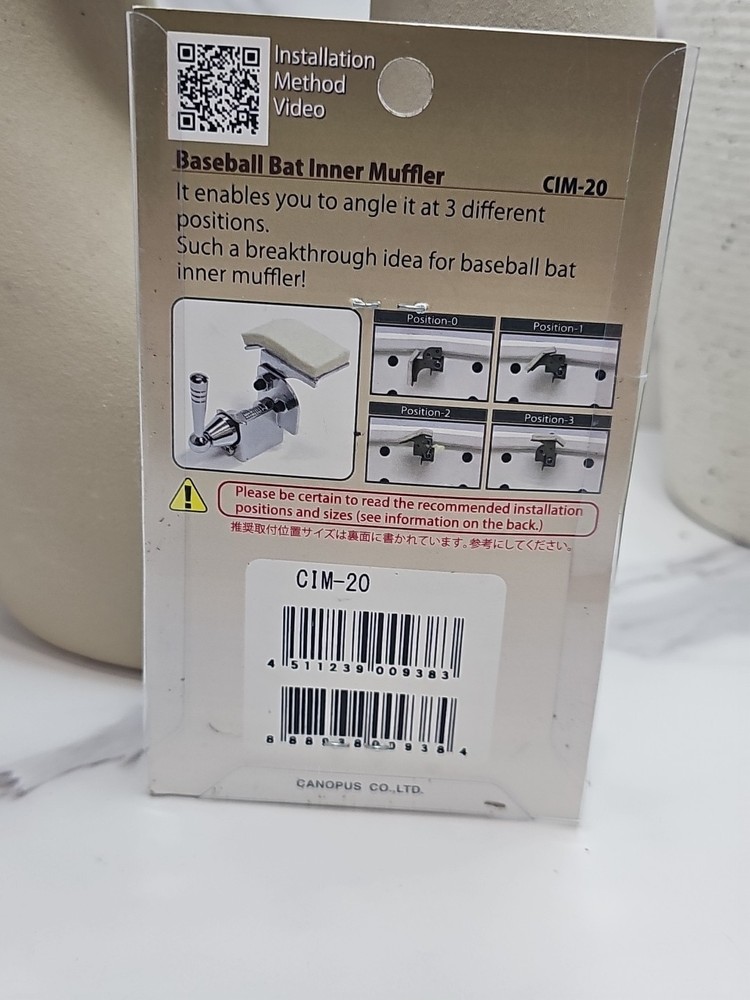 Installation
Method
Video
Baseball Bat Inner Muffler
CIM-20
It enables you to angle it at 3 different
positions.
Such a breakthrough idea for baseball bat
inner muffler!
Position-0
Position-1
Position-2
Position-3
Please be certain to read the recommended installation
positions and sizes (see information on the back.)
推奨取付位置サイズは裏面に書かれています。参考にしてください。
CIM-20
4 511239 009383
8 88938 00938 4
CANOPUS CO.,LTD.